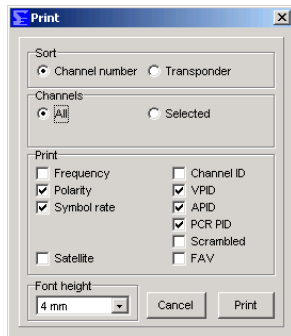 Print
Sort
Channel number Transponder
Channels
All Selected
Print
Frequency Channel ID
Polarity VPID
Symbol rate APID
PCR PID
Scrambled
Satellite FAV
Font height
4 mm Cancel Print